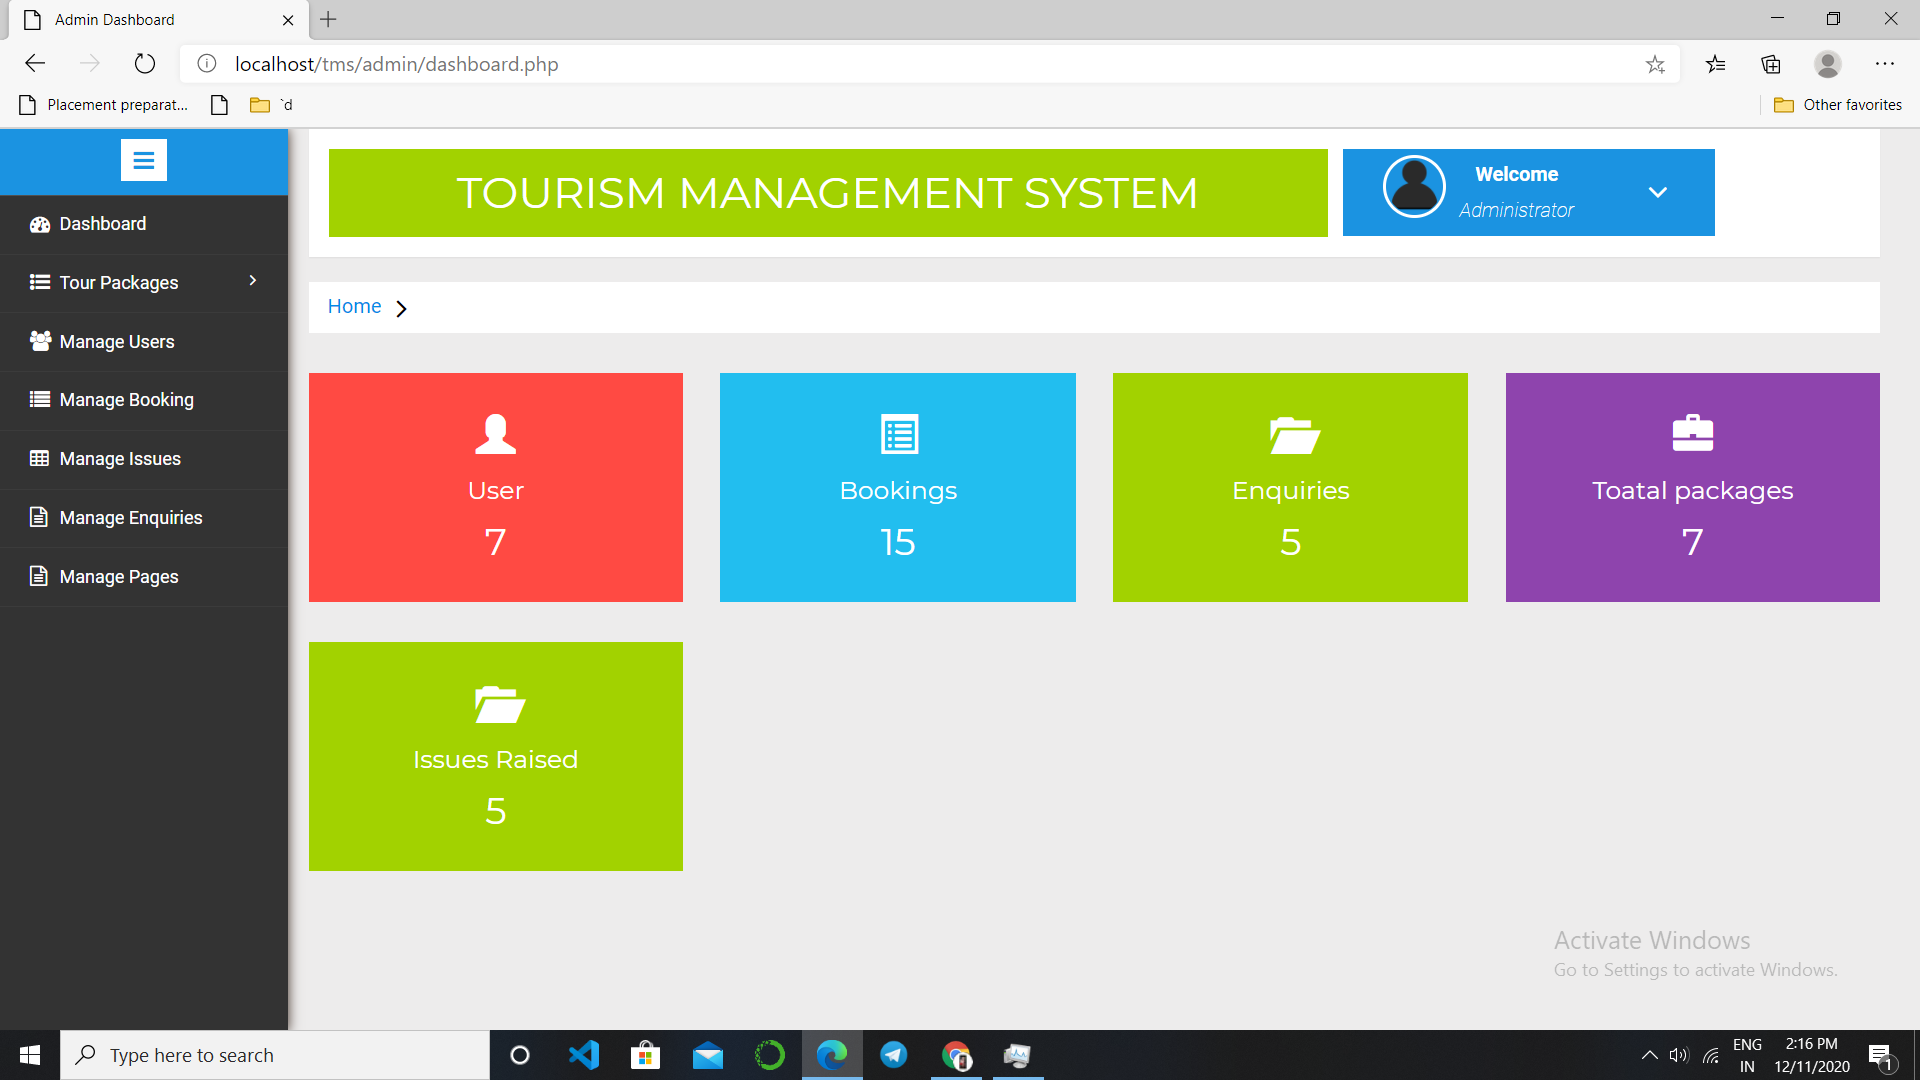 Admin Dashboard
localhost/tms/admin/dashboard.php
Placement preparat...
`d
Other favorites
TOURISM MANAGEMENT SYSTEM
Welcome
Administrator
Dashboard
Tour Packages
Manage Users
Manage Booking
Manage Issues
Manage Enquiries
Manage Pages
Home
User
7
Bookings
15
Enquiries
5
Toatal packages
7
Issues Raised
5
Activate Windows
Go to Settings to activate Windows.
Type here to search
ENG
IN
2:16 PM
12/11/2020
1